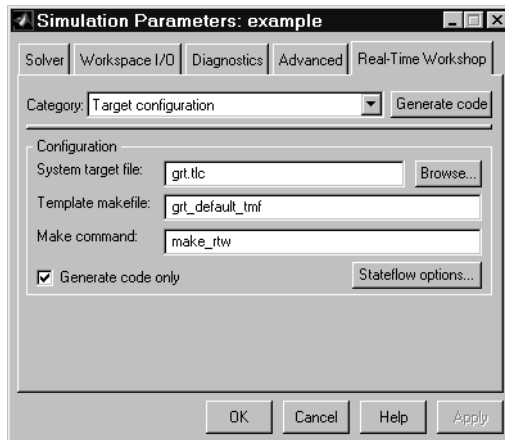 Simulation Parameters: example
Solver Workspace I/O Diagnostics Advanced Real-Time Workshop
Category: Target configuration Generate code
Configuration
System target file: grt.tlc Browse...
Template makefile: grt_default_tmf
Make command: make_rtw
Generate code only Stateflow options...
OK Cancel Help Apply